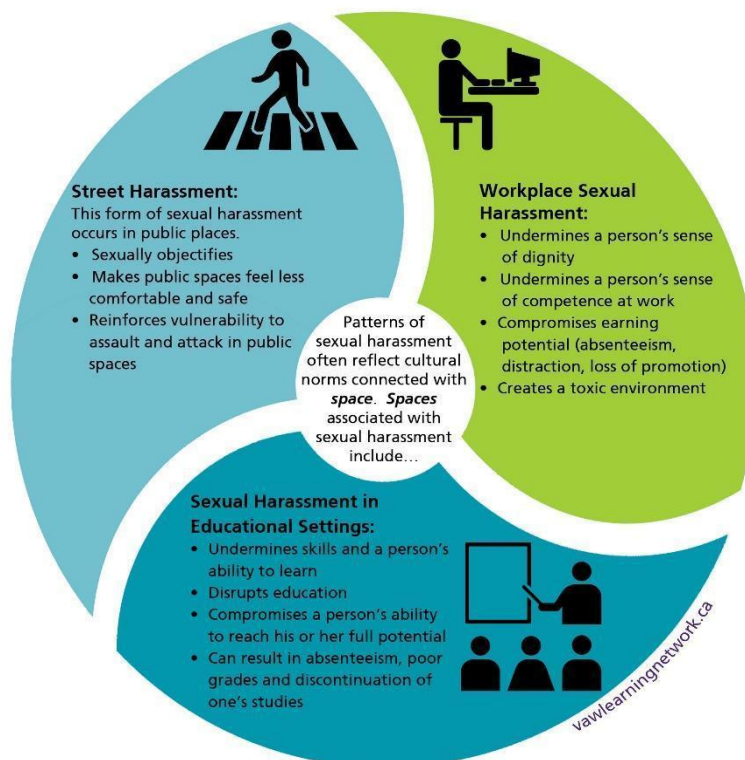 Street Harassment:
This form of sexual harassment
occurs in public places.
• Sexually objectifies
• Makes public spaces feel less
comfortable and safe
• Reinforces vulnerability to
assault and attack in public
spaces
Workplace Sexual
Harassment:
• Undermines a person's sense
of dignity
• Undermines a person's sense
of competence at work
• Compromises earning
potential (absenteeism,
distraction, loss of promotion)
• Creates a toxic environment
Patterns of
sexual harassment
often reflect cultural
norms connected with
space. Spaces
associated with
sexual harassment
include…
Sexual Harassment in
Educational Settings:
• Undermines skills and a person's
ability to learn
• Disrupts education
• Compromises a person's ability
to reach his or her full potential
• Can result in absenteeism, poor
grades and discontinuation of
one's studies
vawlearningnetwork.ca